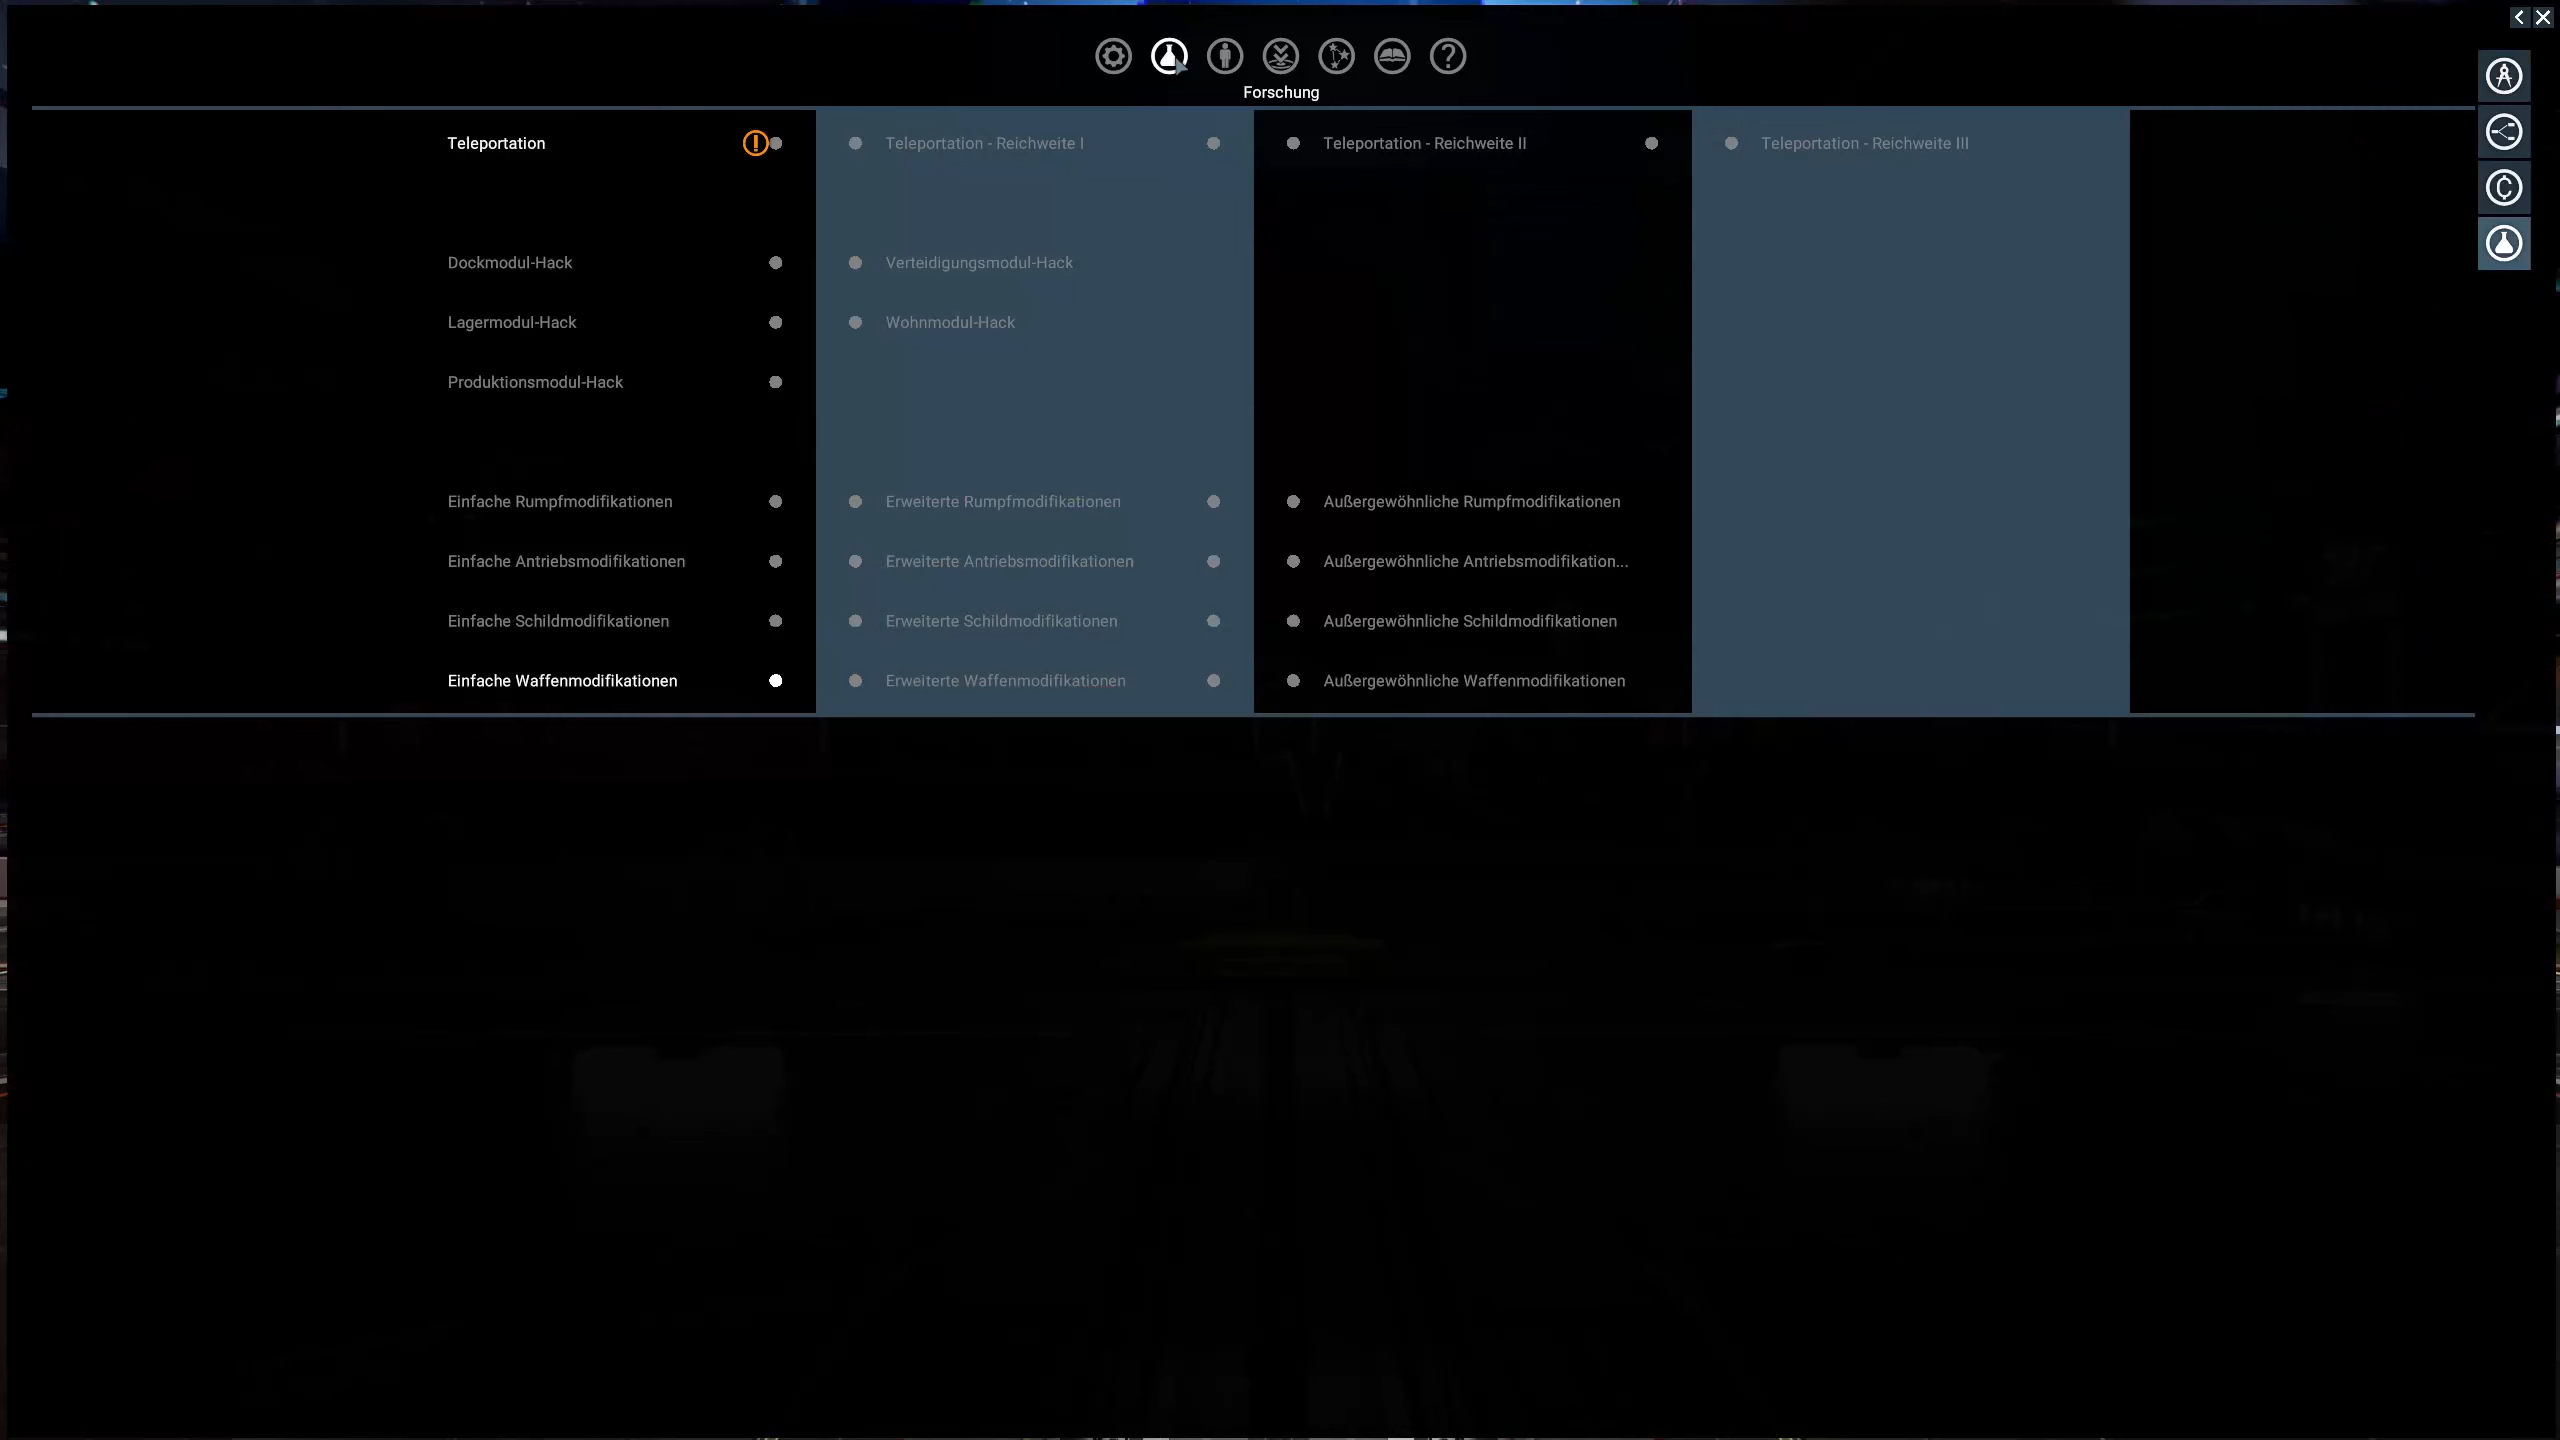 Forschung
Teleportation
Teleportation - Reichweite I
Teleportation - Reichweite II
Teleportation - Reichweite III
Dockmodul-Hack
Verteidigungsmodul-Hack
Lagermodul-Hack
Wohnmodul-Hack
Produktionsmodul-Hack
Einfache Rumpfmodifikationen
Erweiterte Rumpfmodifikationen
Außergewöhnliche Rumpfmodifikationen
Einfache Antriebsmodifikationen
Erweiterte Antriebsmodifikationen
Außergewöhnliche Antriebsmodifikation...
Einfache Schildmodifikationen
Erweiterte Schildmodifikationen
Außergewöhnliche Schildmodifikationen
Einfache Waffenmodifikationen
Erweiterte Waffenmodifikationen
Außergewöhnliche Waffenmodifikationen